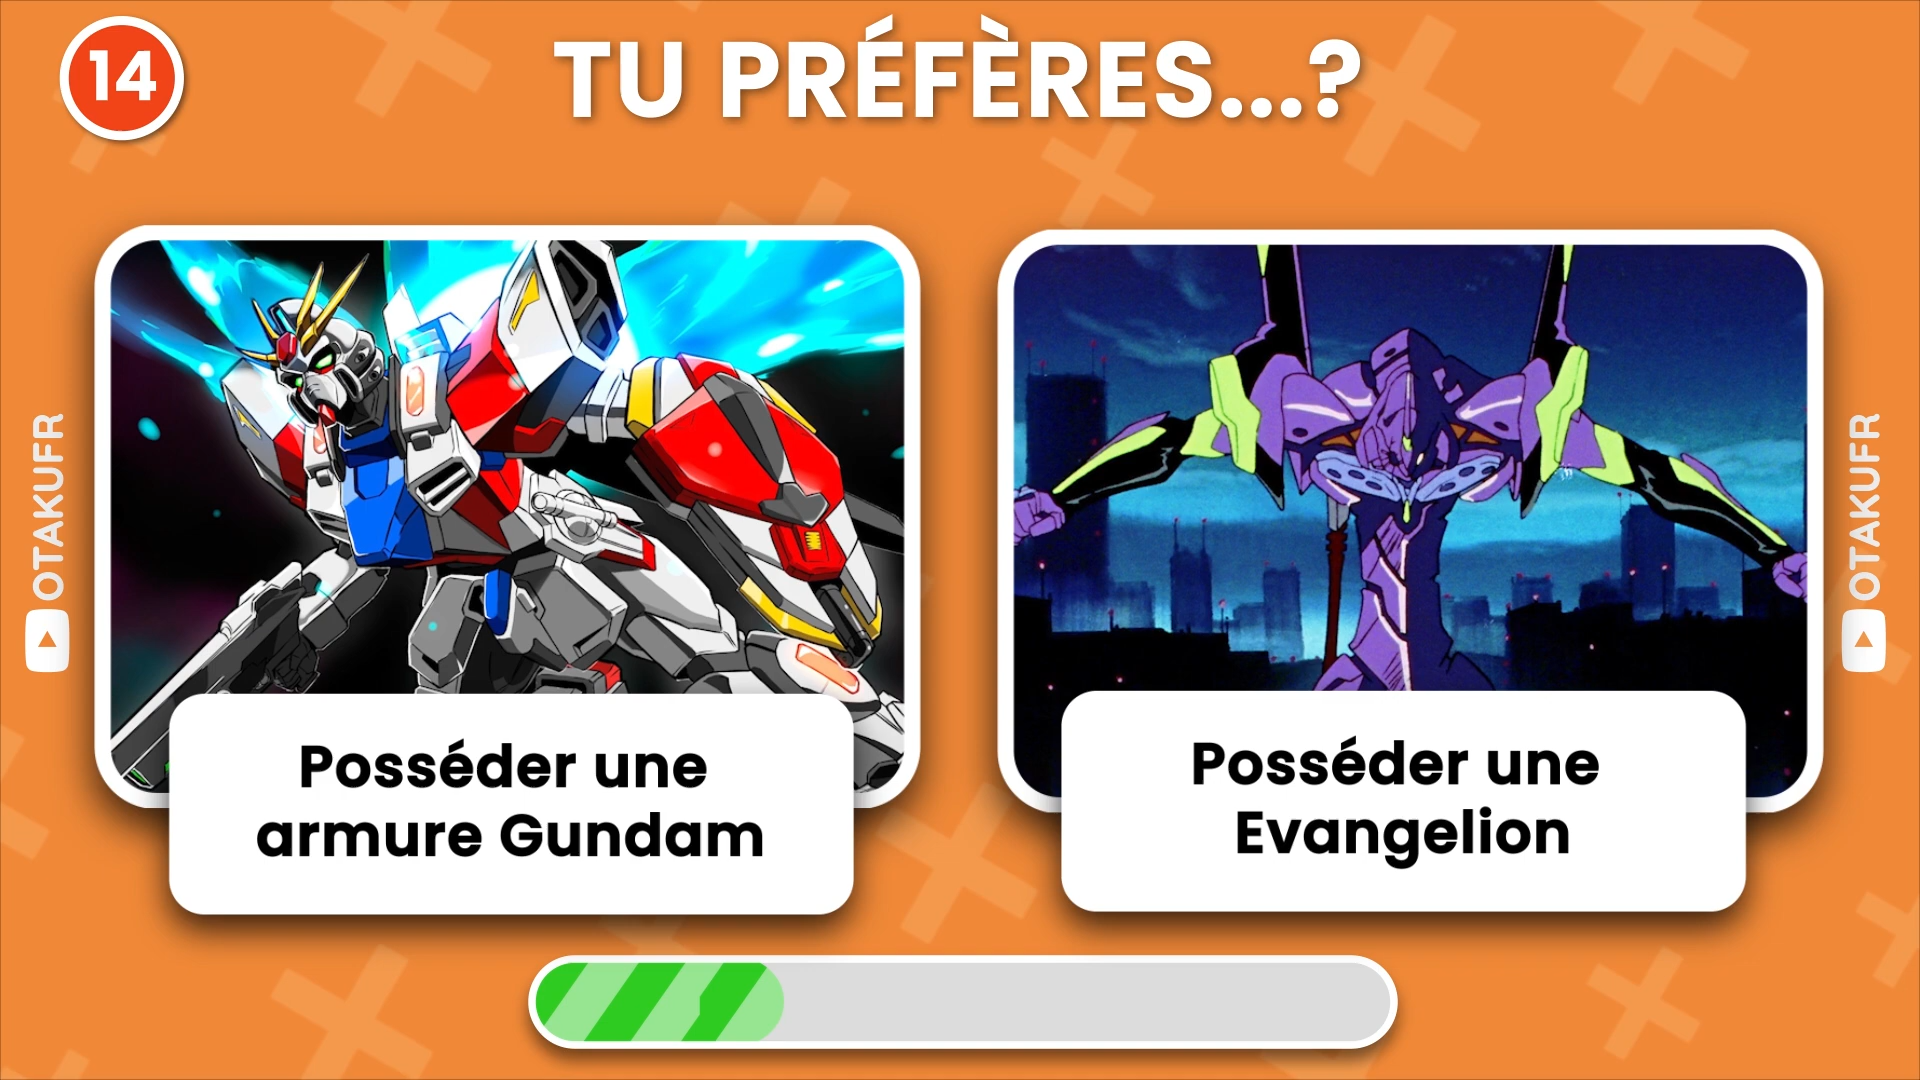 14
TU PRÉFÈRES...?
OTAKUFR
Posséder une
armure Gundam
Posséder une
Evangelion
OTAKUFR